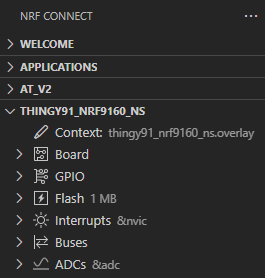 NRF CONNECT
WELCOME
APPLICATIONS
AT_V2
THINGY91_NRF9160_NS
Context: thingy91_nrf9160_ns.overlay
Board
GPIO
Flash 1 MB
Interrupts &nvic
Buses
ADCs &adc